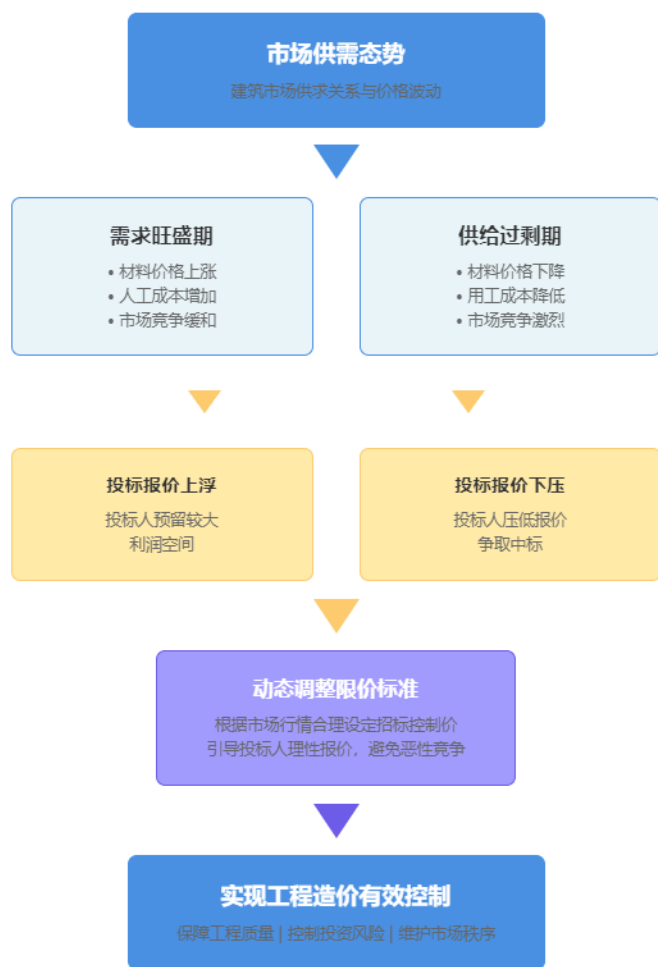 市场供需态势
建筑市场供求关系与价格波动
需求旺盛期
• 材料价格上涨
• 人工成本增加
• 市场竞争缓和
供给过剩期
• 材料价格下降
• 用工成本降低
• 市场竞争激烈
投标报价上浮
投标人预留较大
利润空间
投标报价下压
投标人压低报价
争取中标
动态调整限价标准
根据市场行情合理设定招标控制价
引导投标人理性报价，避免恶性竞争
实现工程造价有效控制
保障工程质量 | 控制投资风险 | 维护市场秩序